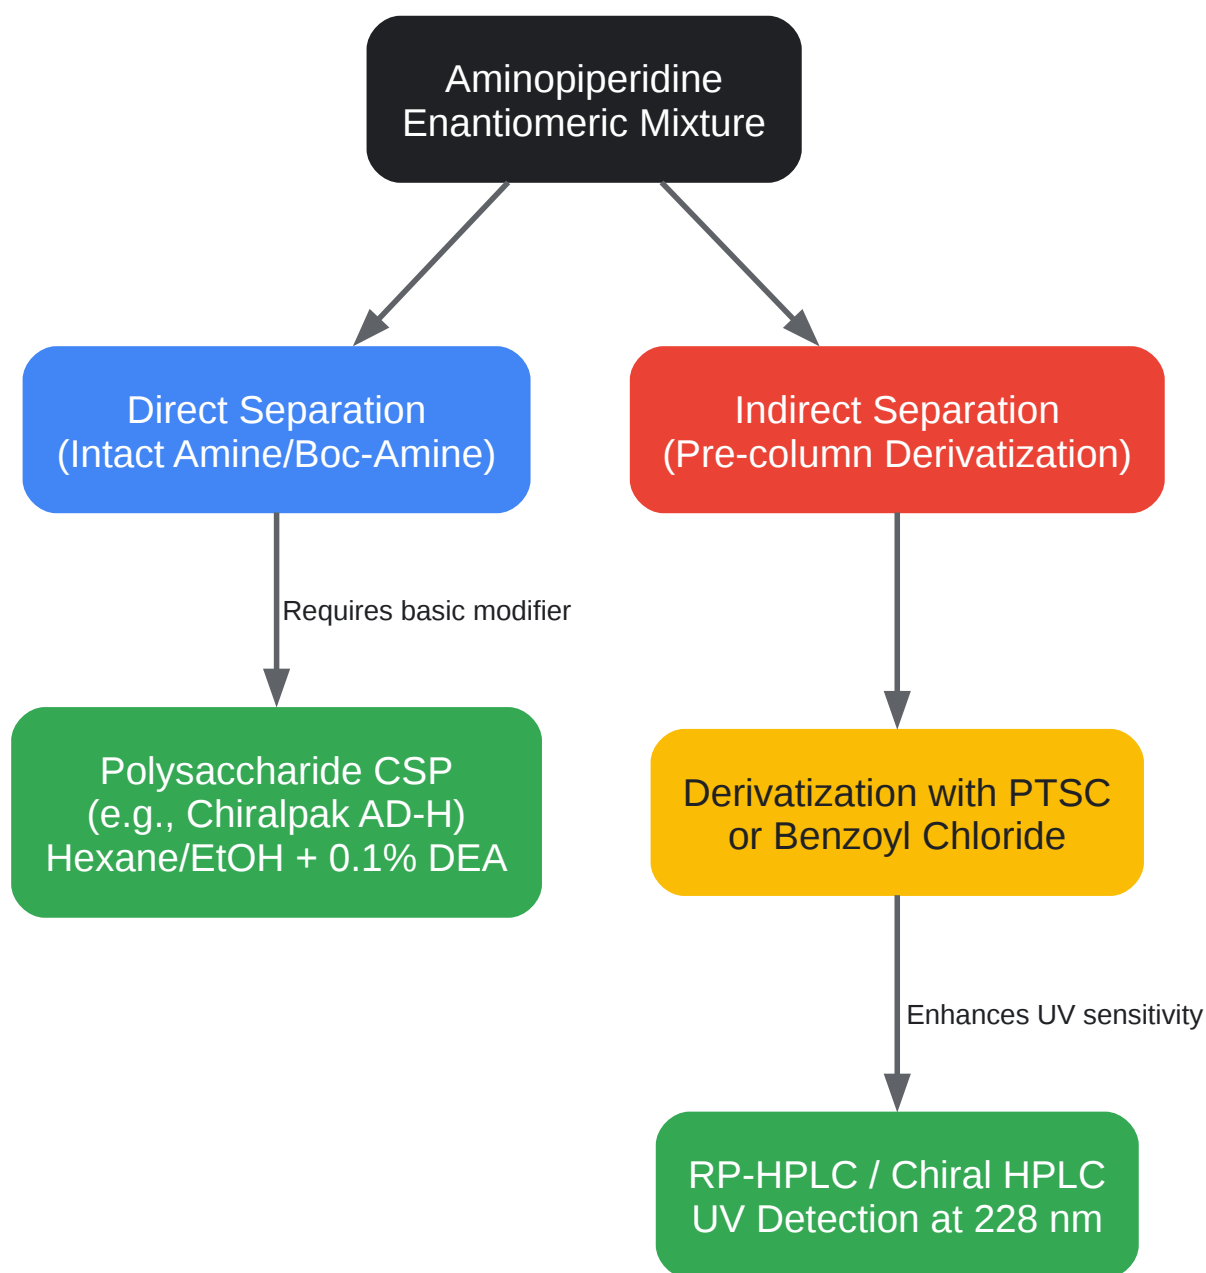 Aminopiperidine
Enantiomeric Mixture
Direct Separation
(Intact Amine/Boc-Amine)
Indirect Separation
(Pre-column Derivatization)
Requires basic modifier
Polysaccharide CSP
(e.g., Chiralpak AD-H)
Hexane/EtOH + 0.1% DEA
Derivatization with PTSC
or Benzoyl Chloride
Enhances UV sensitivity
RP-HPLC / Chiral HPLC
UV Detection at 228 nm